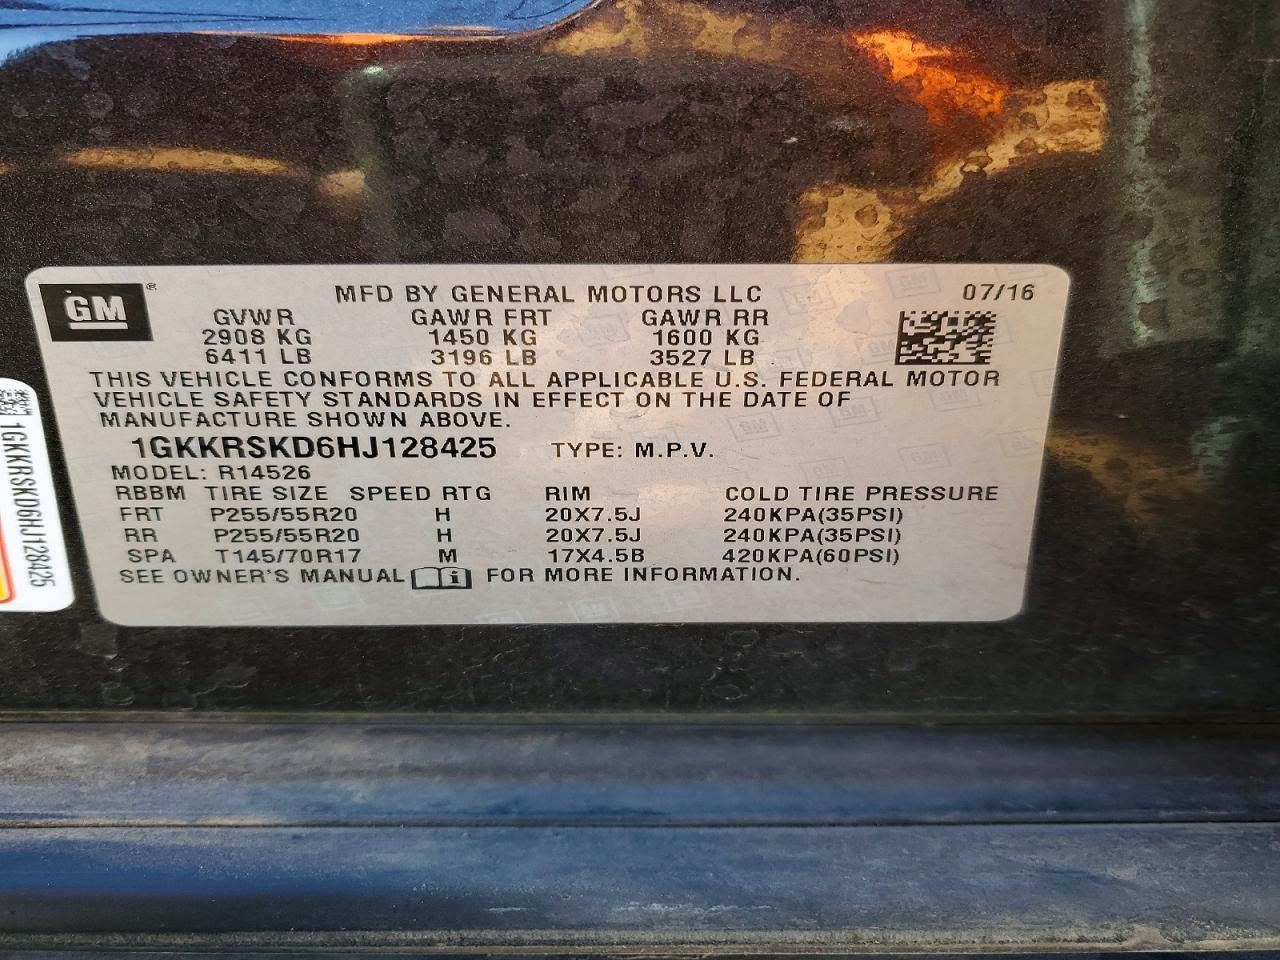 GM®
MFD BY GENERAL MOTORS LLC 07/16
GVWR GAWR FRT GAWR RR
2908 KG 1450 KG 1600 KG
6411 LB 3196 LB 3527 LB
THIS VEHICLE CONFORMS TO ALL APPLICABLE U.S. FEDERAL MOTOR
VEHICLE SAFETY STANDARDS IN EFFECT ON THE DATE OF
MANUFACTURE SHOWN ABOVE.
1GKKRSKD6HJ128425 TYPE: M.P.V.
MODEL: R14526
RBBM TIRE SIZE SPEED RTG RIM COLD TIRE PRESSURE
FRT P255/55R20 H 20X7.5J 240KPA(35PSI)
RR P255/55R20 H 20X7.5J 240KPA(35PSI)
SPA T145/70R17 M 17X4.5B 420KPA(60PSI)
SEE OWNER'S MANUAL i FOR MORE INFORMATION.
1GKKRSKD6HJ128425